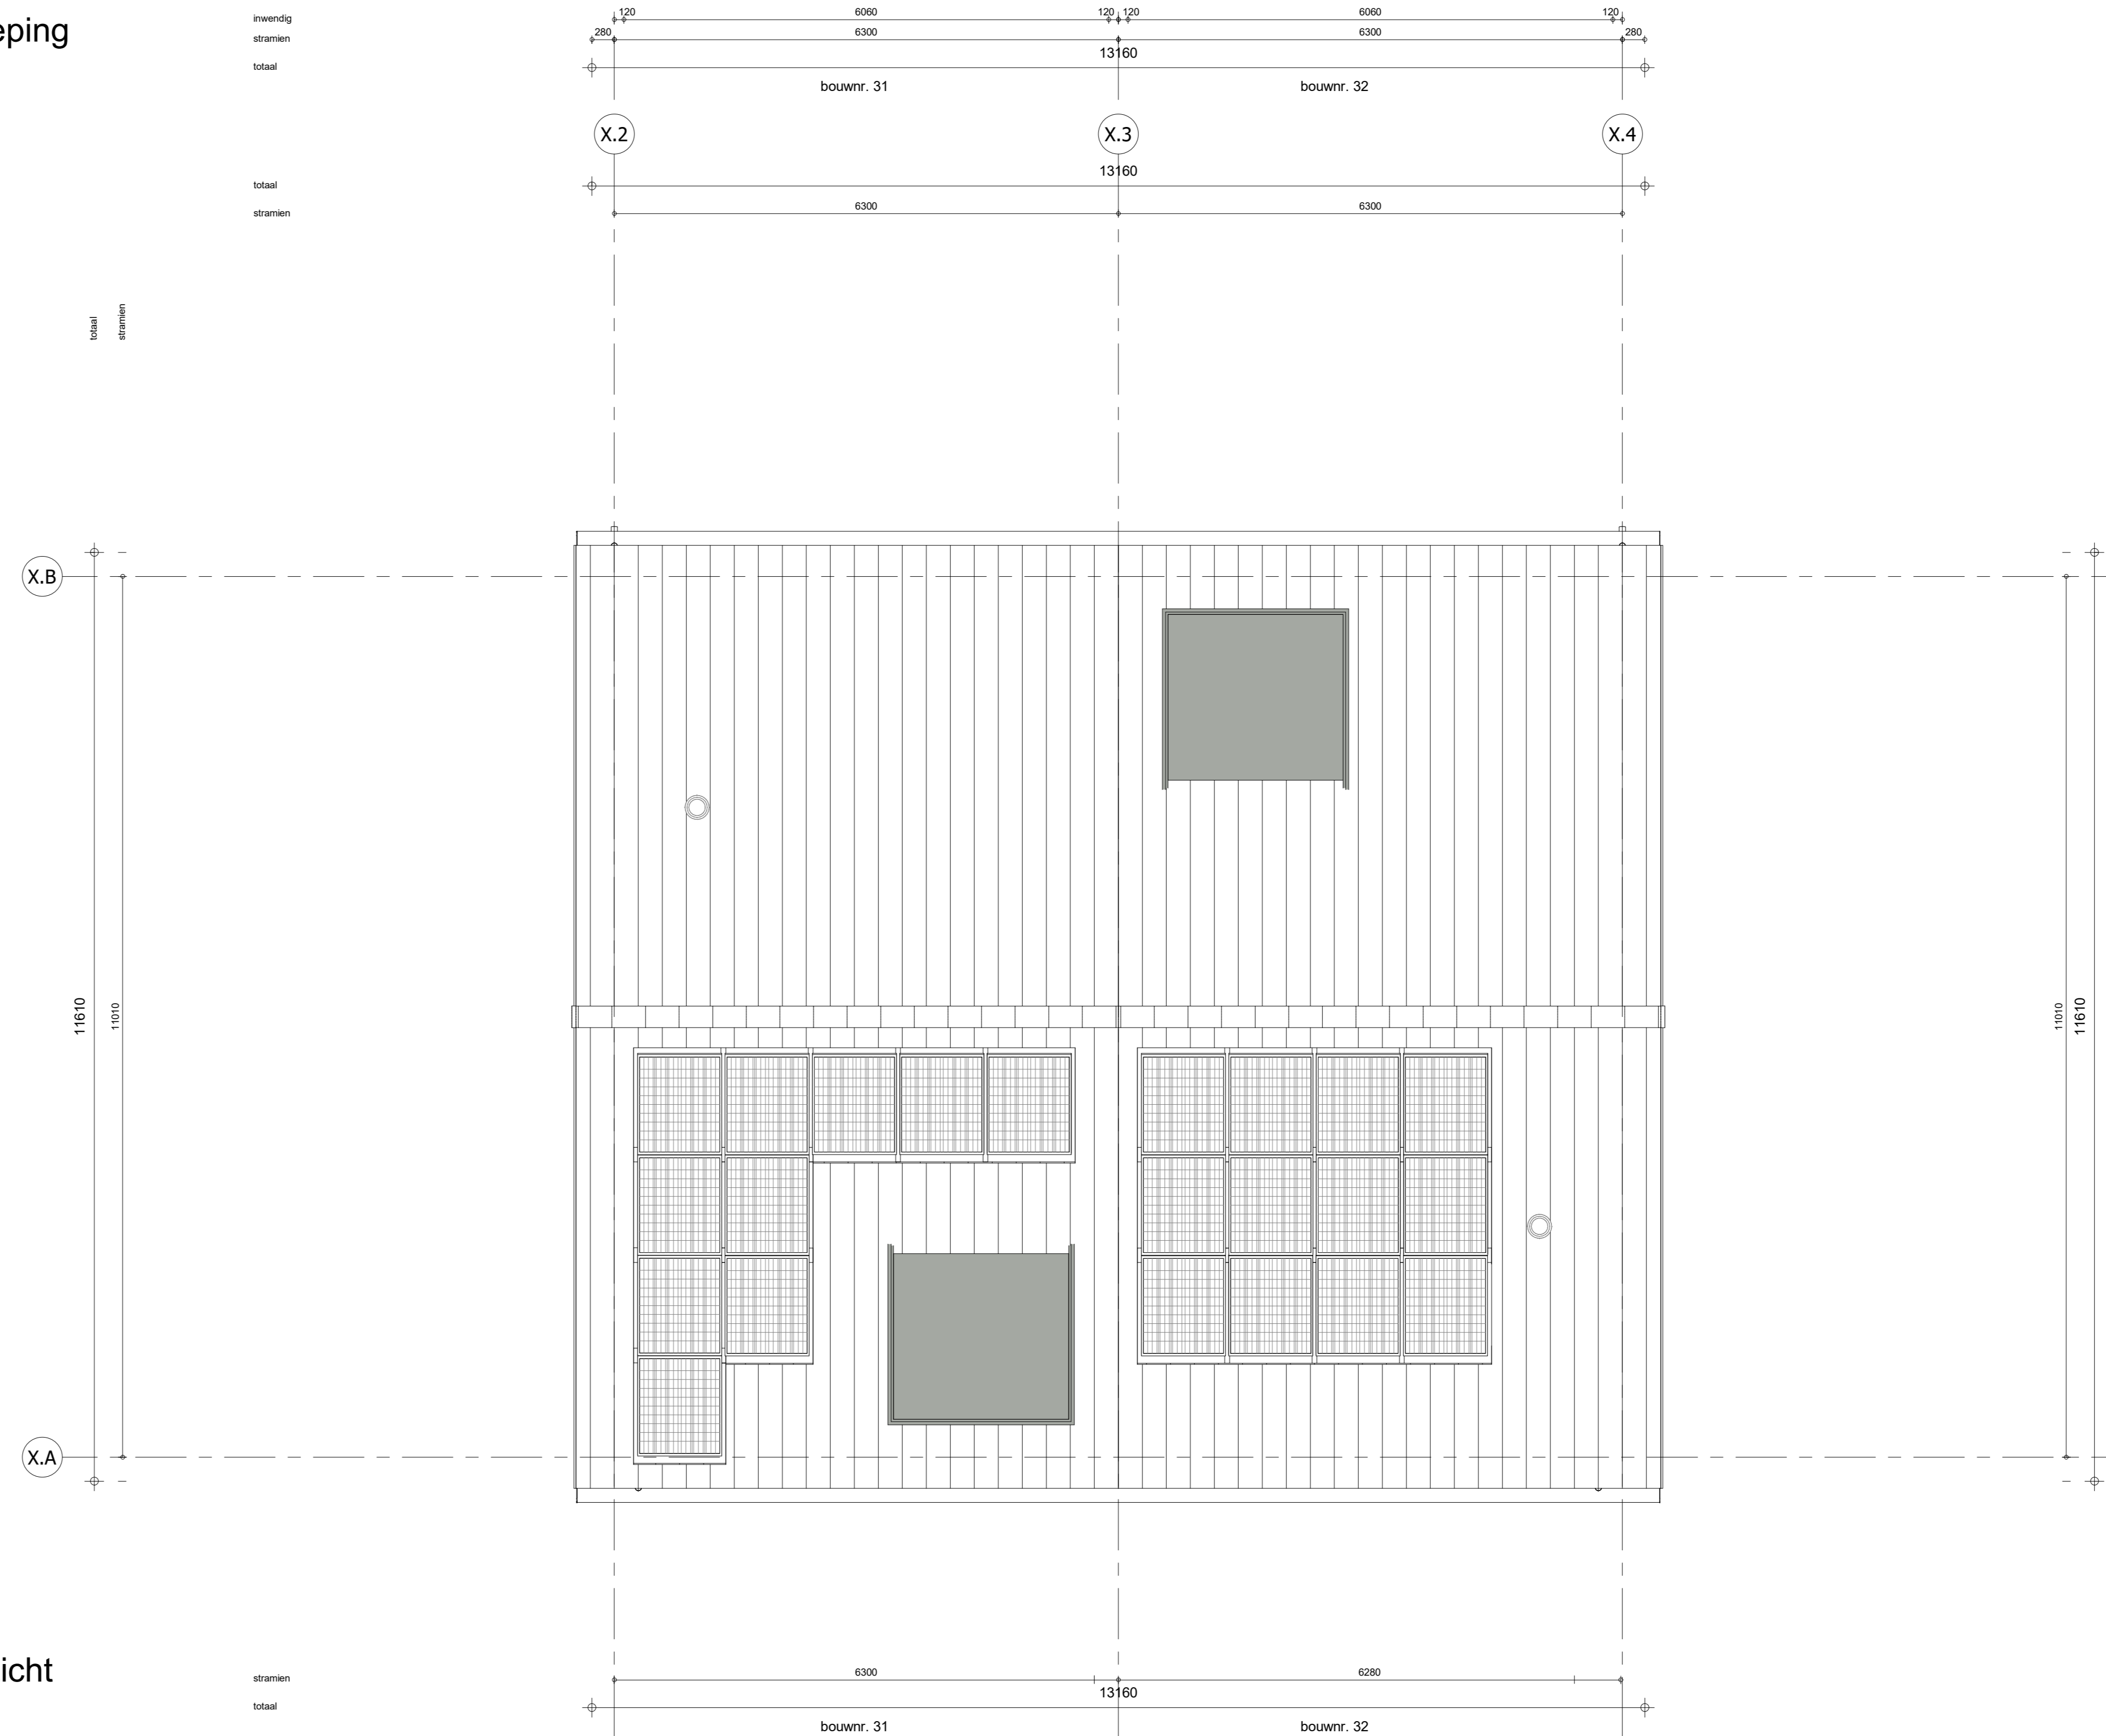 eping
inwendig 120 6060 120 120 6060 120
stramien 280 6300 6300 280
totaal 13160
bouwnr. 31 bouwnr. 32
X.2 X.3 X.4
totaal 13160
stramien 6300 6300
totaal stramien
X.B
11610 11010 11010 11610
X.A
icht
stramien 6300 6280
totaal 13160
bouwnr. 31 bouwnr. 32